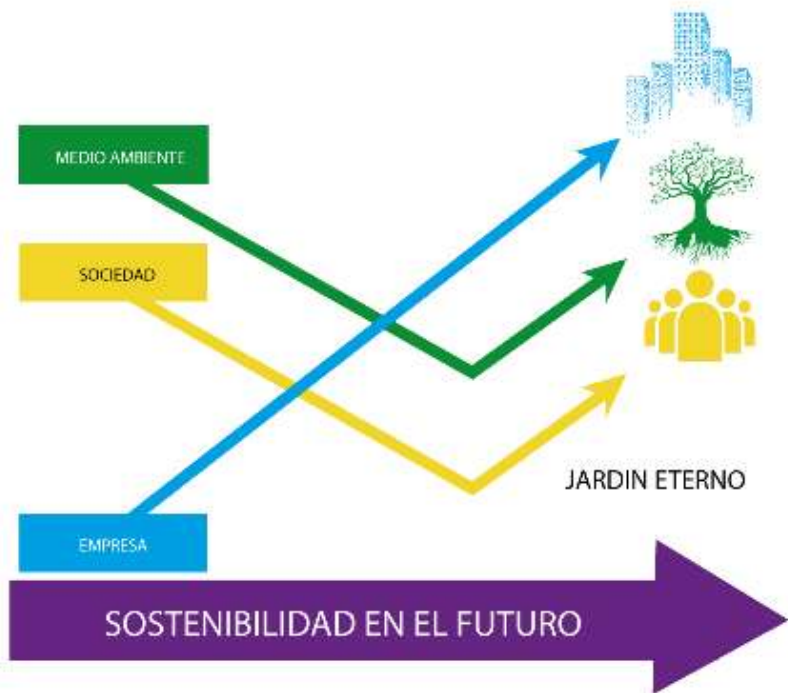 MEDIO AMBIENTE
SOCIEDAD
JARDIN ETERNO
EMPRESA
SOSTENIBILIDAD EN EL FUTURO